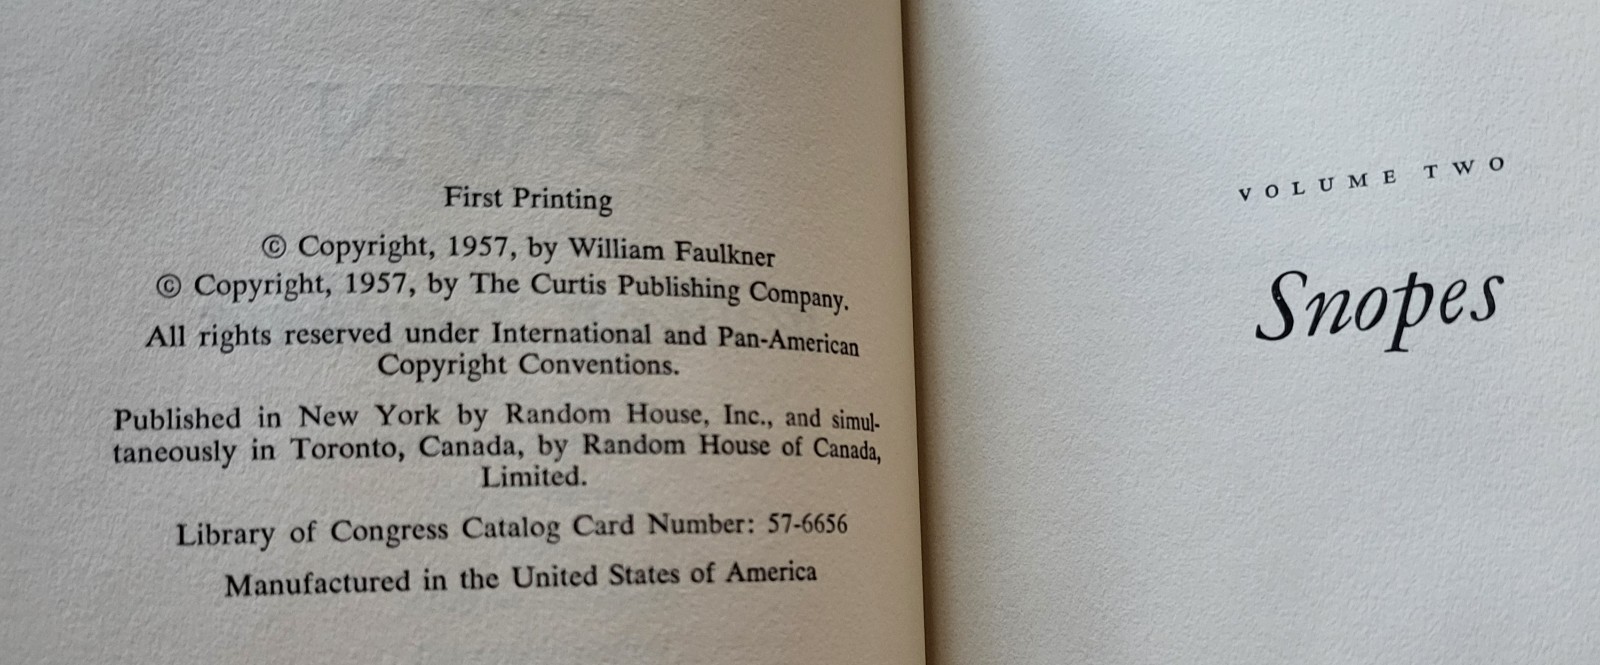 First Printing
© Copyright, 1957, by William Faulkner
© Copyright, 1957, by The Curtis Publishing Company.
All rights reserved under International and Pan-American
Copyright Conventions.
Published in New York by Random House, Inc., and simul-
taneously in Toronto, Canada, by Random House of Canada,
Limited.
Library of Congress Catalog Card Number: 57-6656
Manufactured in the United States of America
VOLUME TWO
Snopes